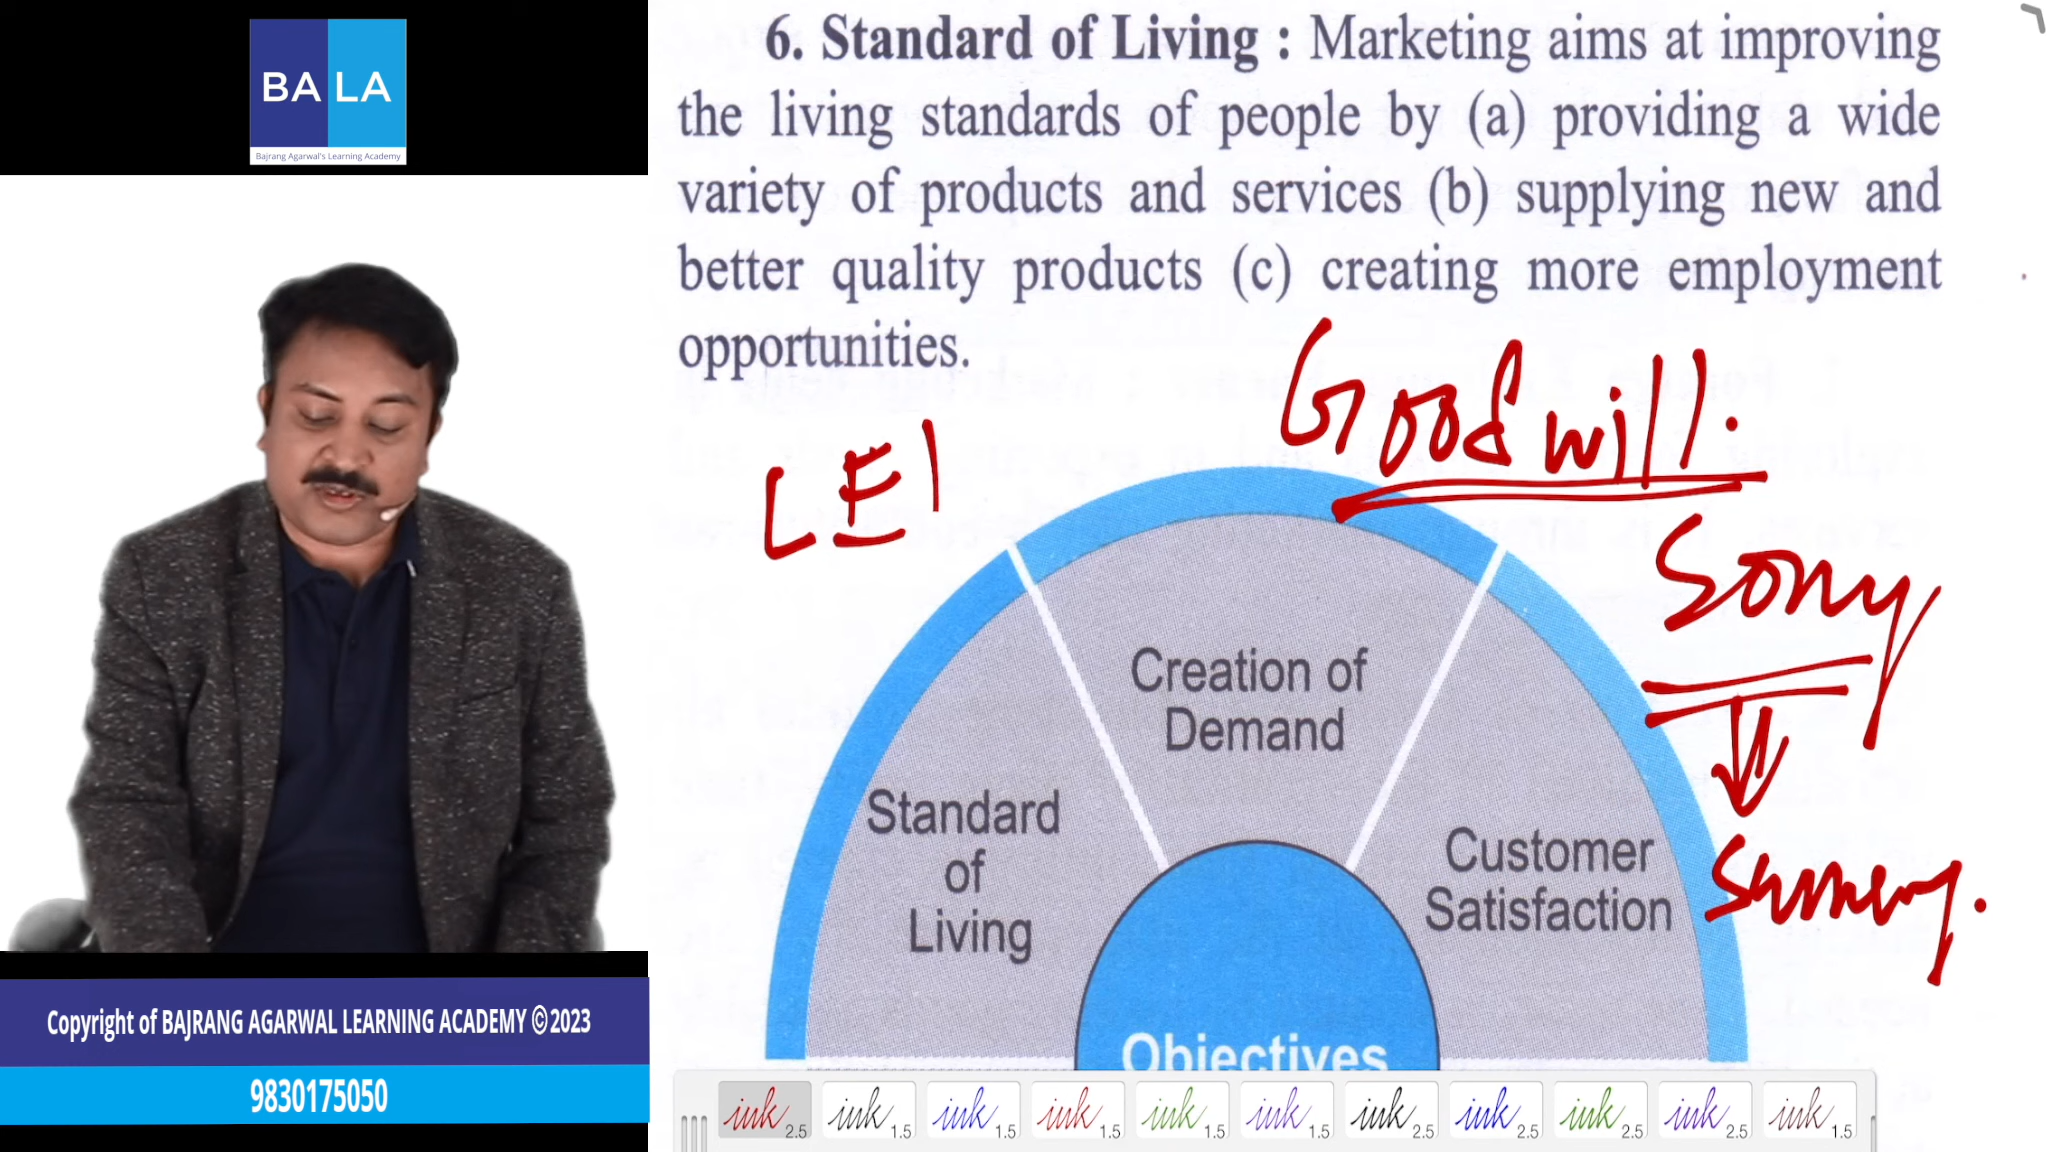 BA LA
Bajrang Agarwal's Learning Academy
6. Standard of Living : Marketing aims at improving
the living standards of people by (a) providing a wide
variety of products and services (b) supplying new and
better quality products (c) creating more employment
opportunities.
Goodwill.
Sony
Creation of
Demand
Standard
of
Living
Customer
Satisfaction
Objectives
Copyright of BAJRANG AGARWAL LEARNING ACADEMY ©2023
9830175050
ink 2.5 ink 1.5 ink 1.5 ink 1.5 ink 1.5 ink 1.5 ink 2.5 ink 2.5 ink 2.5 ink 2.5 ink 1.5